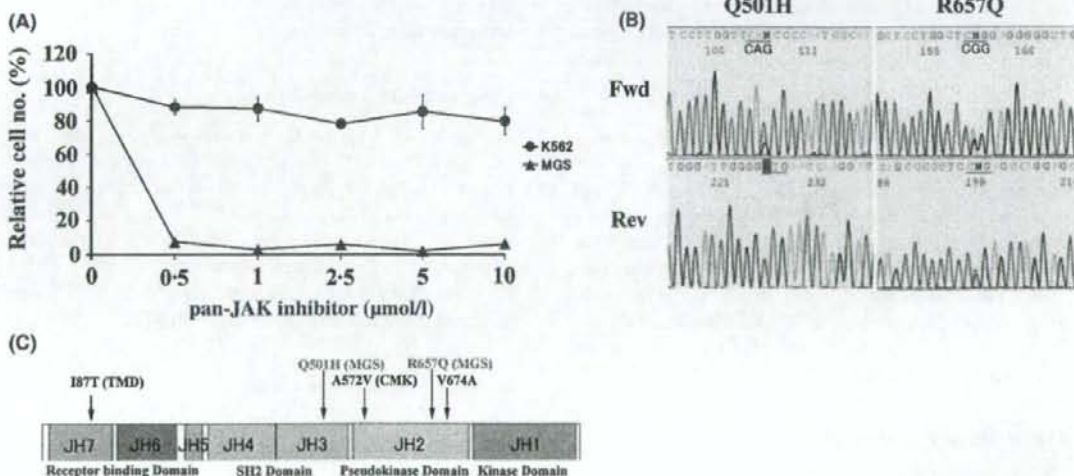 (A)
120
100
80
60
40
20
0
Relative cell no. (%)
0
0·5
1
2·5
5
10
pan-JAK inhibitor (µmol/l)
K562
MGS
(B)
Q501H
R657Q
Fwd
CAG
CGG
Rev
221
232
(C)
I87T (TMD)
Q501H (MGS)
R657Q (MGS)
A572V (CMK)
V674A
JH7
JH6
JH5
JH4
JH3
JH2
JH1
Receptor binding Domain
SH2 Domain
Pseudokinase Domain
Kinase Domain